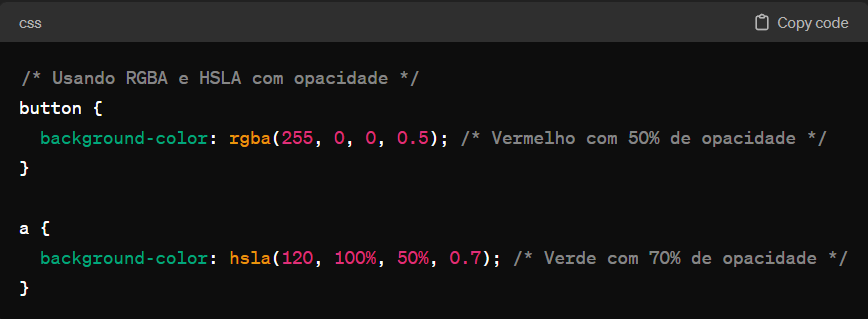 css
Copy code
/* Usando RGBA e HSLA com opacidade */
button {
  background-color: rgba(255, 0, 0, 0.5); /* Vermelho com 50% de opacidade */
}

a {
  background-color: hsla(120, 100%, 50%, 0.7); /* Verde com 70% de opacidade */
}